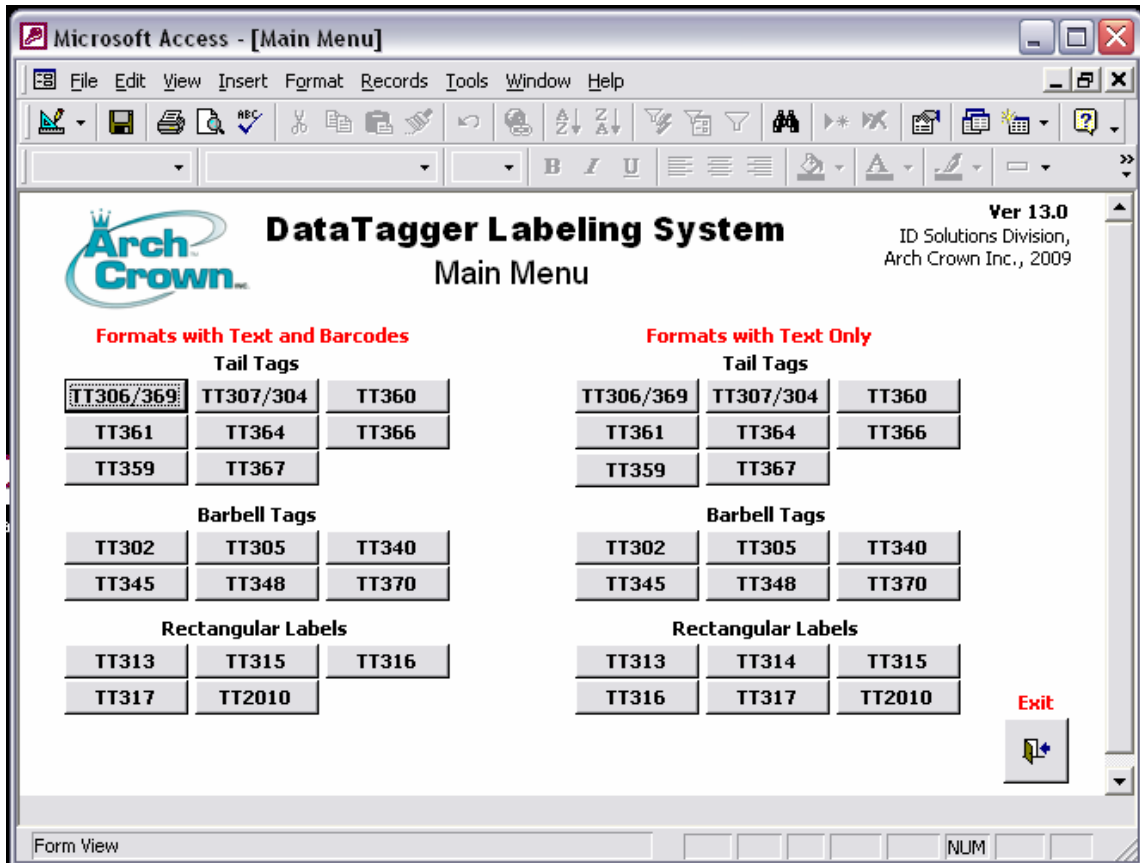 Microsoft Access - [Main Menu]
File Edit View Insert Format Records Tools Window Help
ABC
B I U
Arch
Crown INC.
DataTagger Labeling System
Main Menu
Ver 13.0
ID Solutions Division,
Arch Crown Inc., 2009
Formats with Text and Barcodes
Tail Tags
TT306/369 TT307/304 TT360
TT361 TT364 TT366
TT359 TT367
Barbell Tags
TT302 TT305 TT340
TT345 TT348 TT370
Rectangular Labels
TT313 TT315 TT316
TT317 TT2010
Formats with Text Only
Tail Tags
TT306/369 TT307/304 TT360
TT361 TT364 TT366
TT359 TT367
Barbell Tags
TT302 TT305 TT340
TT345 TT348 TT370
Rectangular Labels
TT313 TT314 TT315
TT316 TT317 TT2010
Exit
Form View
NUM